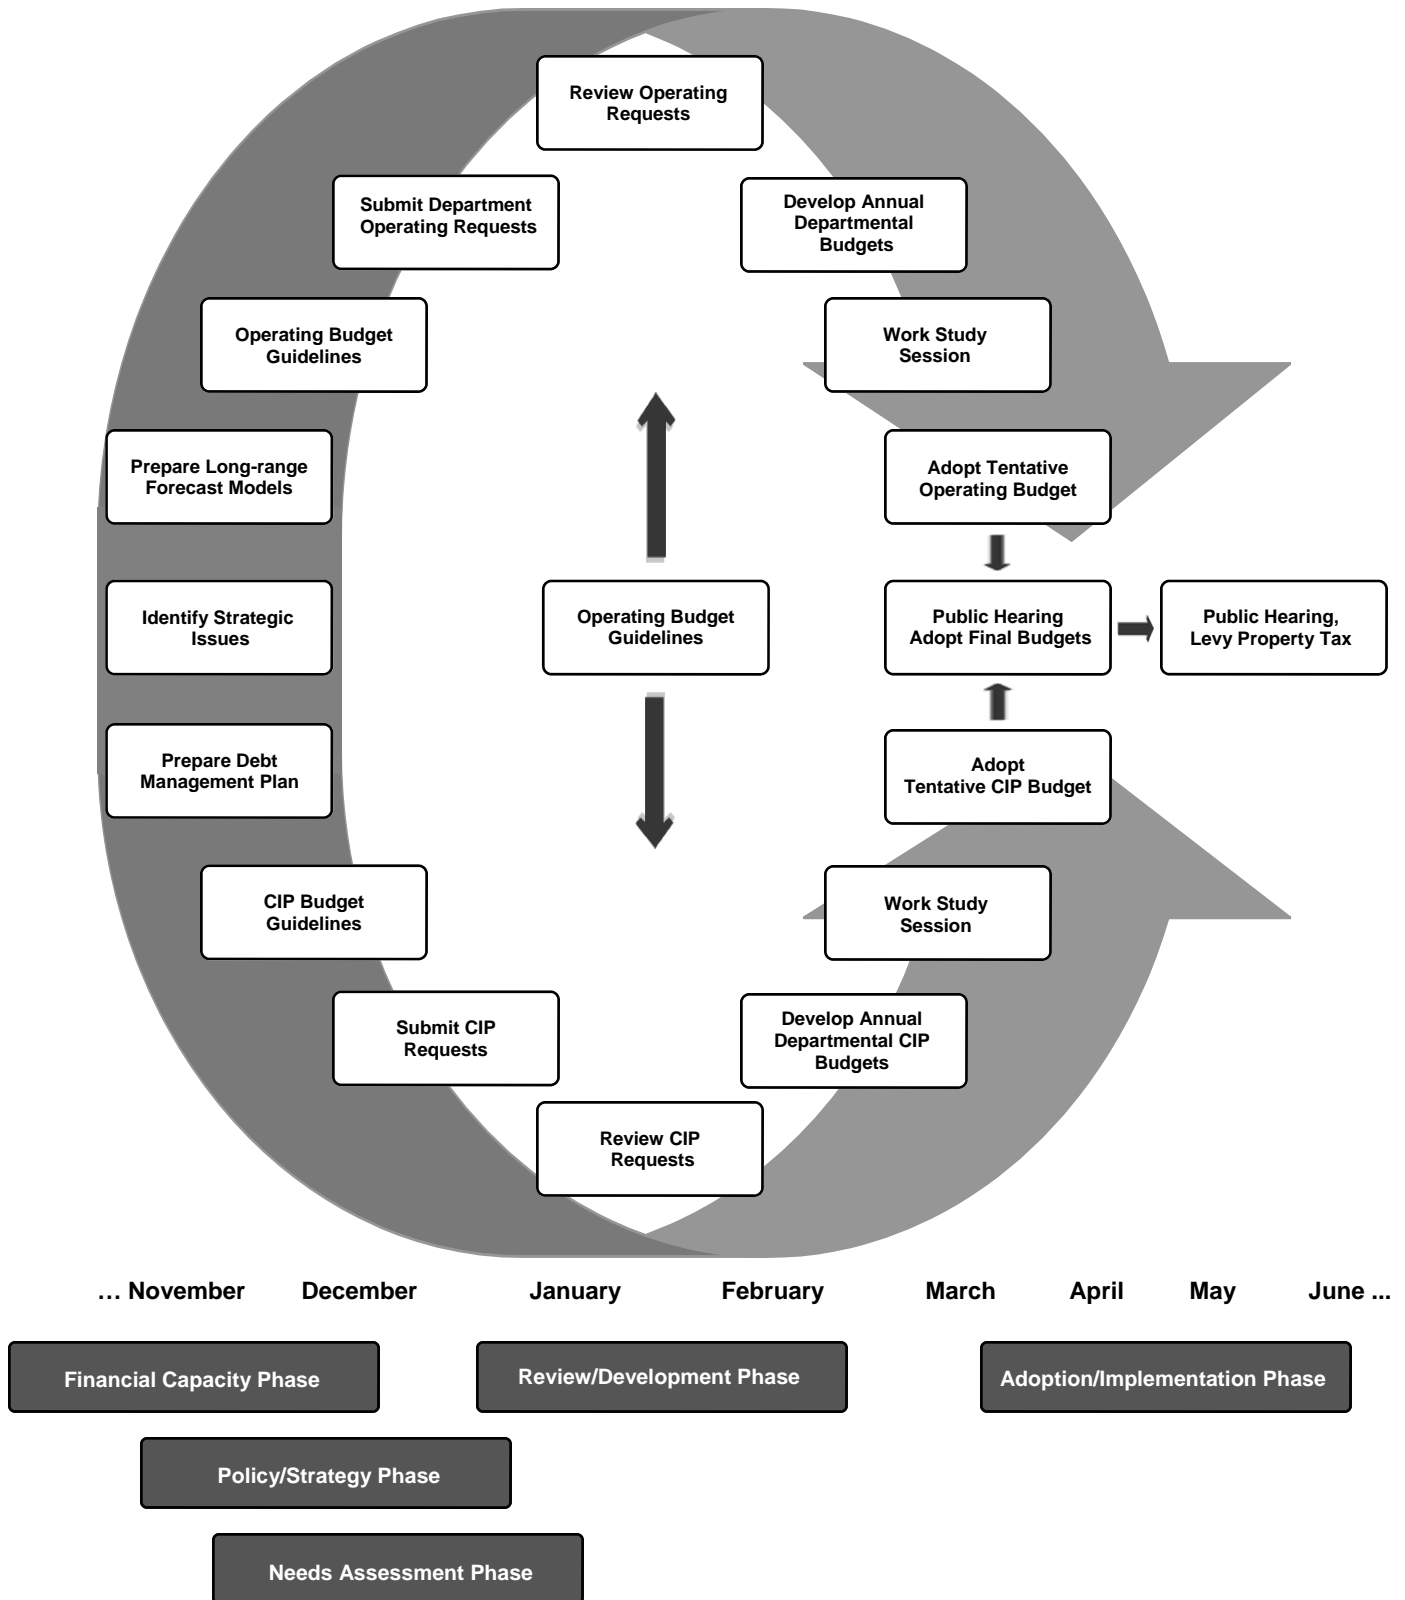 Review Operating
Requests
Submit Department
Operating Requests
Develop Annual
Departmental
Budgets
Operating Budget
Guidelines
Work Study
Session
Prepare Long-range
Forecast Models
Adopt Tentative
Operating Budget
Identify Strategic
Issues
Operating Budget
Guidelines
Public Hearing
Adopt Final Budgets
Public Hearing,
Levy Property Tax
Prepare Debt
Management Plan
Adopt
Tentative CIP Budget
CIP Budget
Guidelines
Work Study
Session
Submit CIP
Requests
Develop Annual
Departmental CIP
Budgets
Review CIP
Requests
... November December January February March April May June ...
Financial Capacity Phase
Review/Development Phase
Adoption/Implementation Phase
Policy/Strategy Phase
Needs Assessment Phase